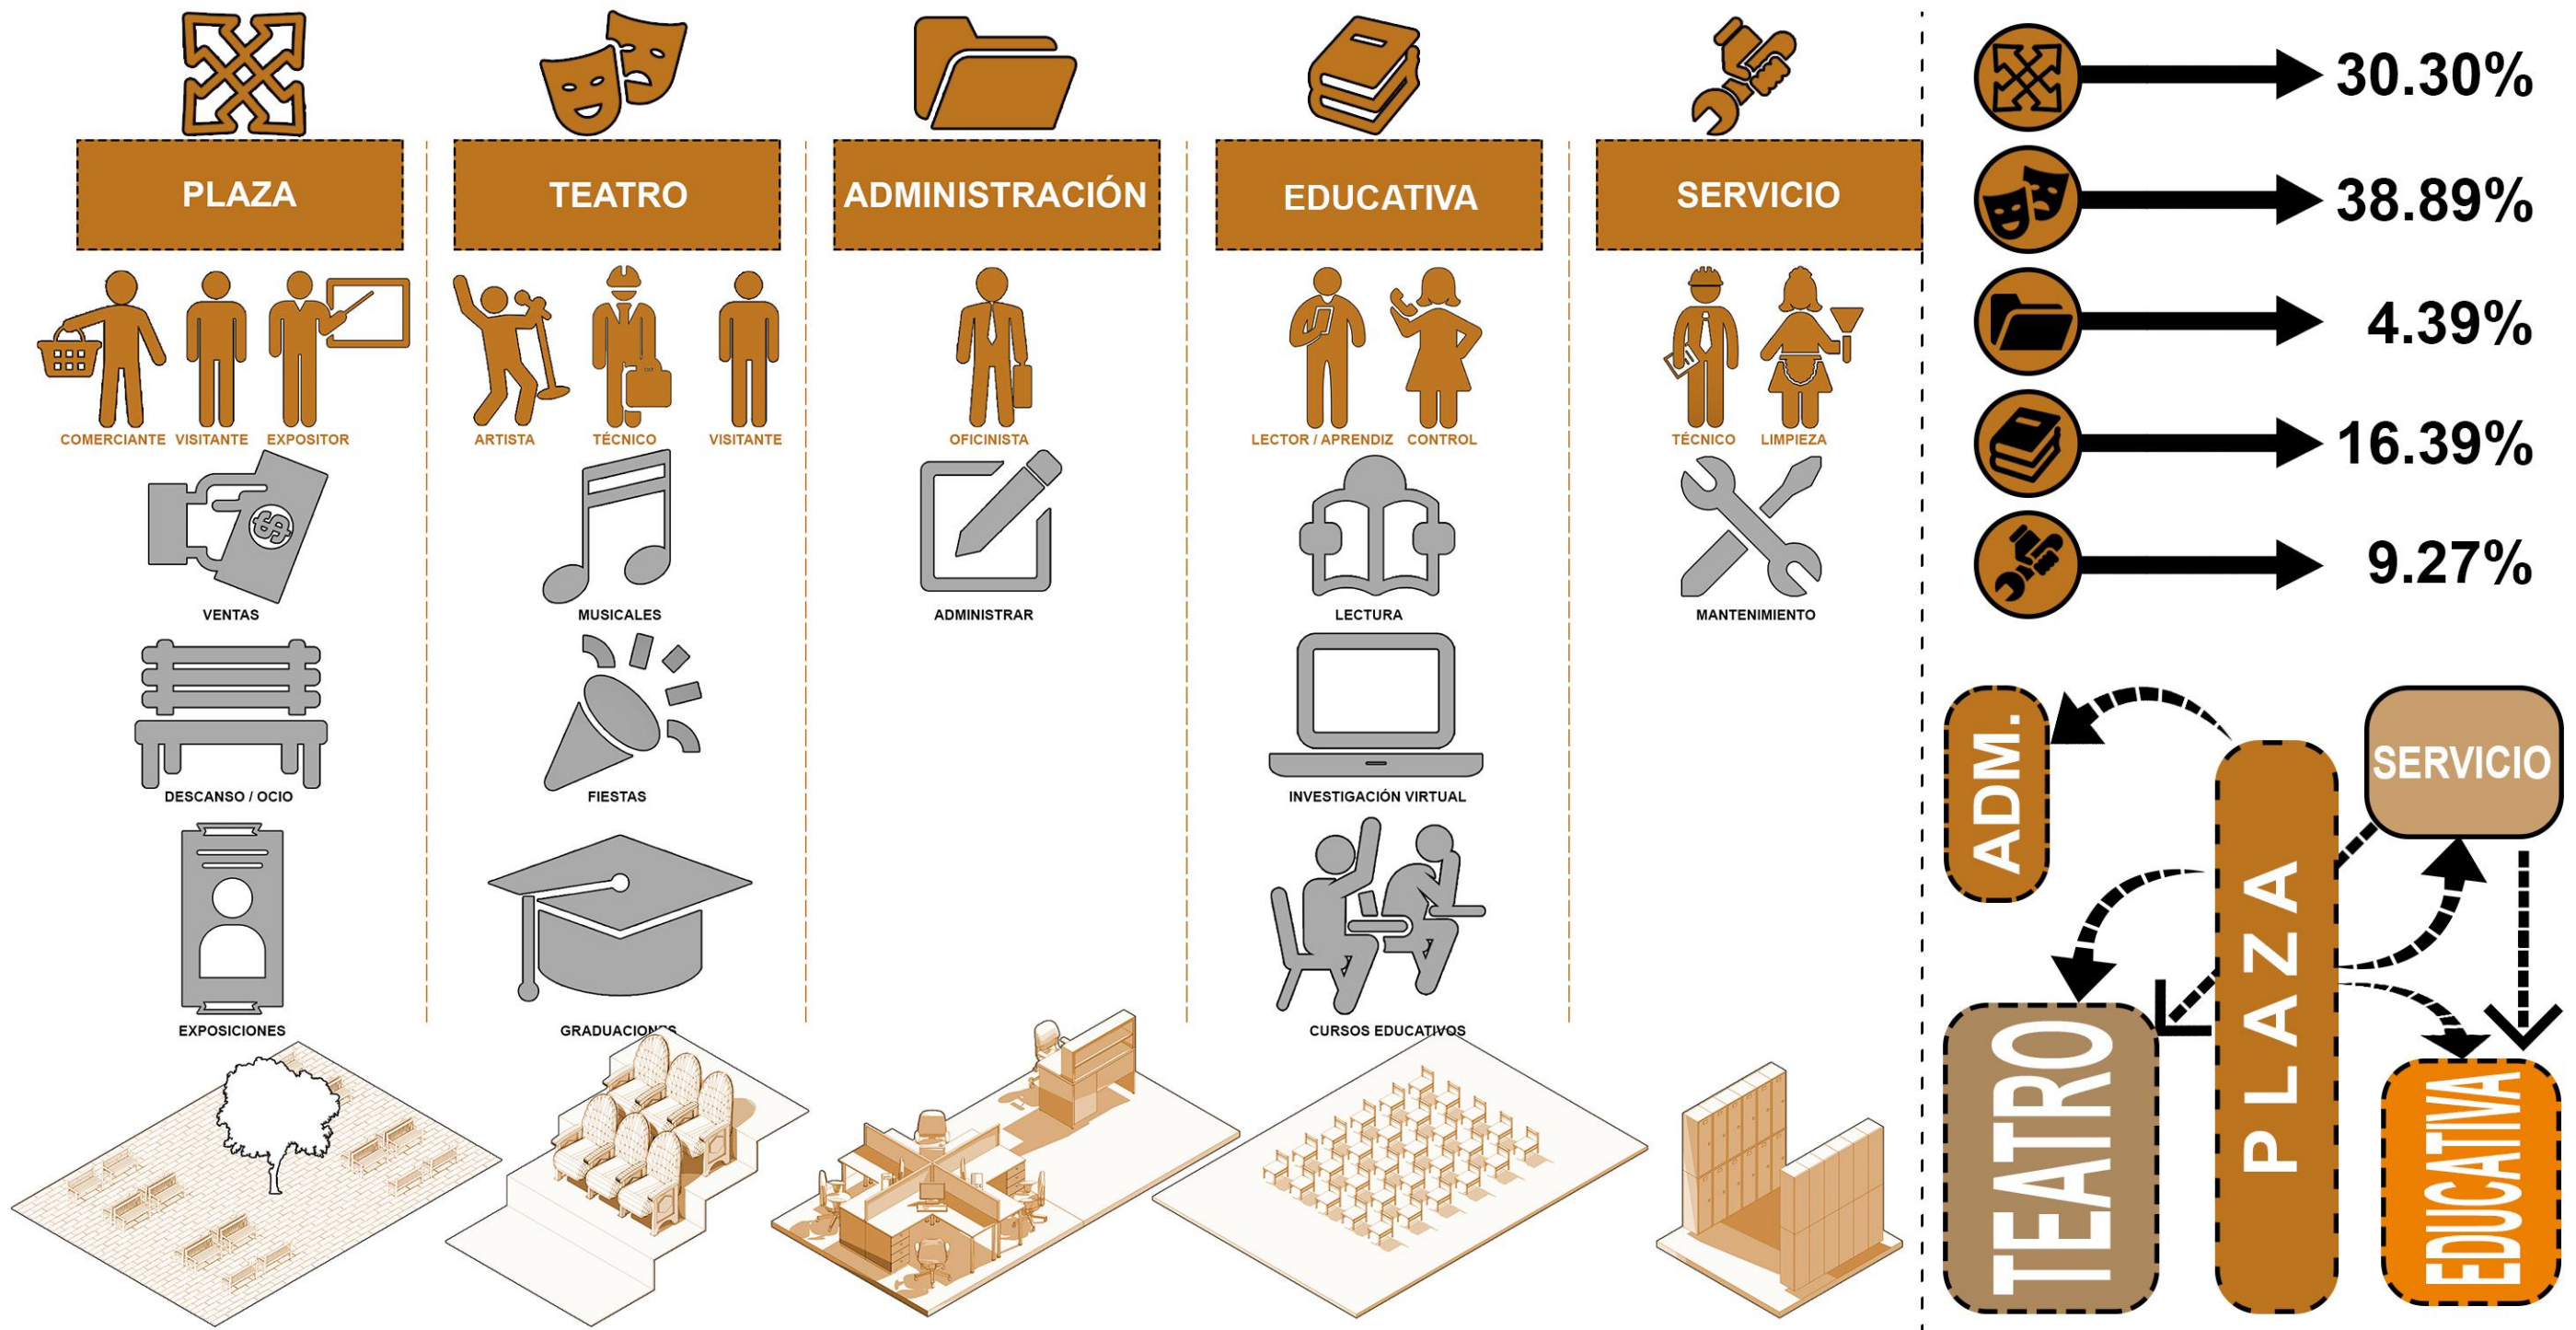 PLAZA
TEATRO
ADMINISTRACIÓN
EDUCATIVA
SERVICIO
COMERCIANTE VISITANTE EXPOSITOR
ARTISTA TÉCNICO VISITANTE
OFICINISTA
LECTOR / APRENDIZ CONTROL
TÉCNICO LIMPIEZA
VENTAS
MUSICALES
ADMINISTRAR
LECTURA
MANTENIMIENTO
DESCANSO / OCIO
FIESTAS
INVESTIGACIÓN VIRTUAL
EXPOSICIONES
GRADUACIONES
CURSOS EDUCATIVOS
30.30%
38.89%
4.39%
16.39%
9.27%
ADM.
SERVICIO
PLAZA
TEATRO
EDUCATIVA